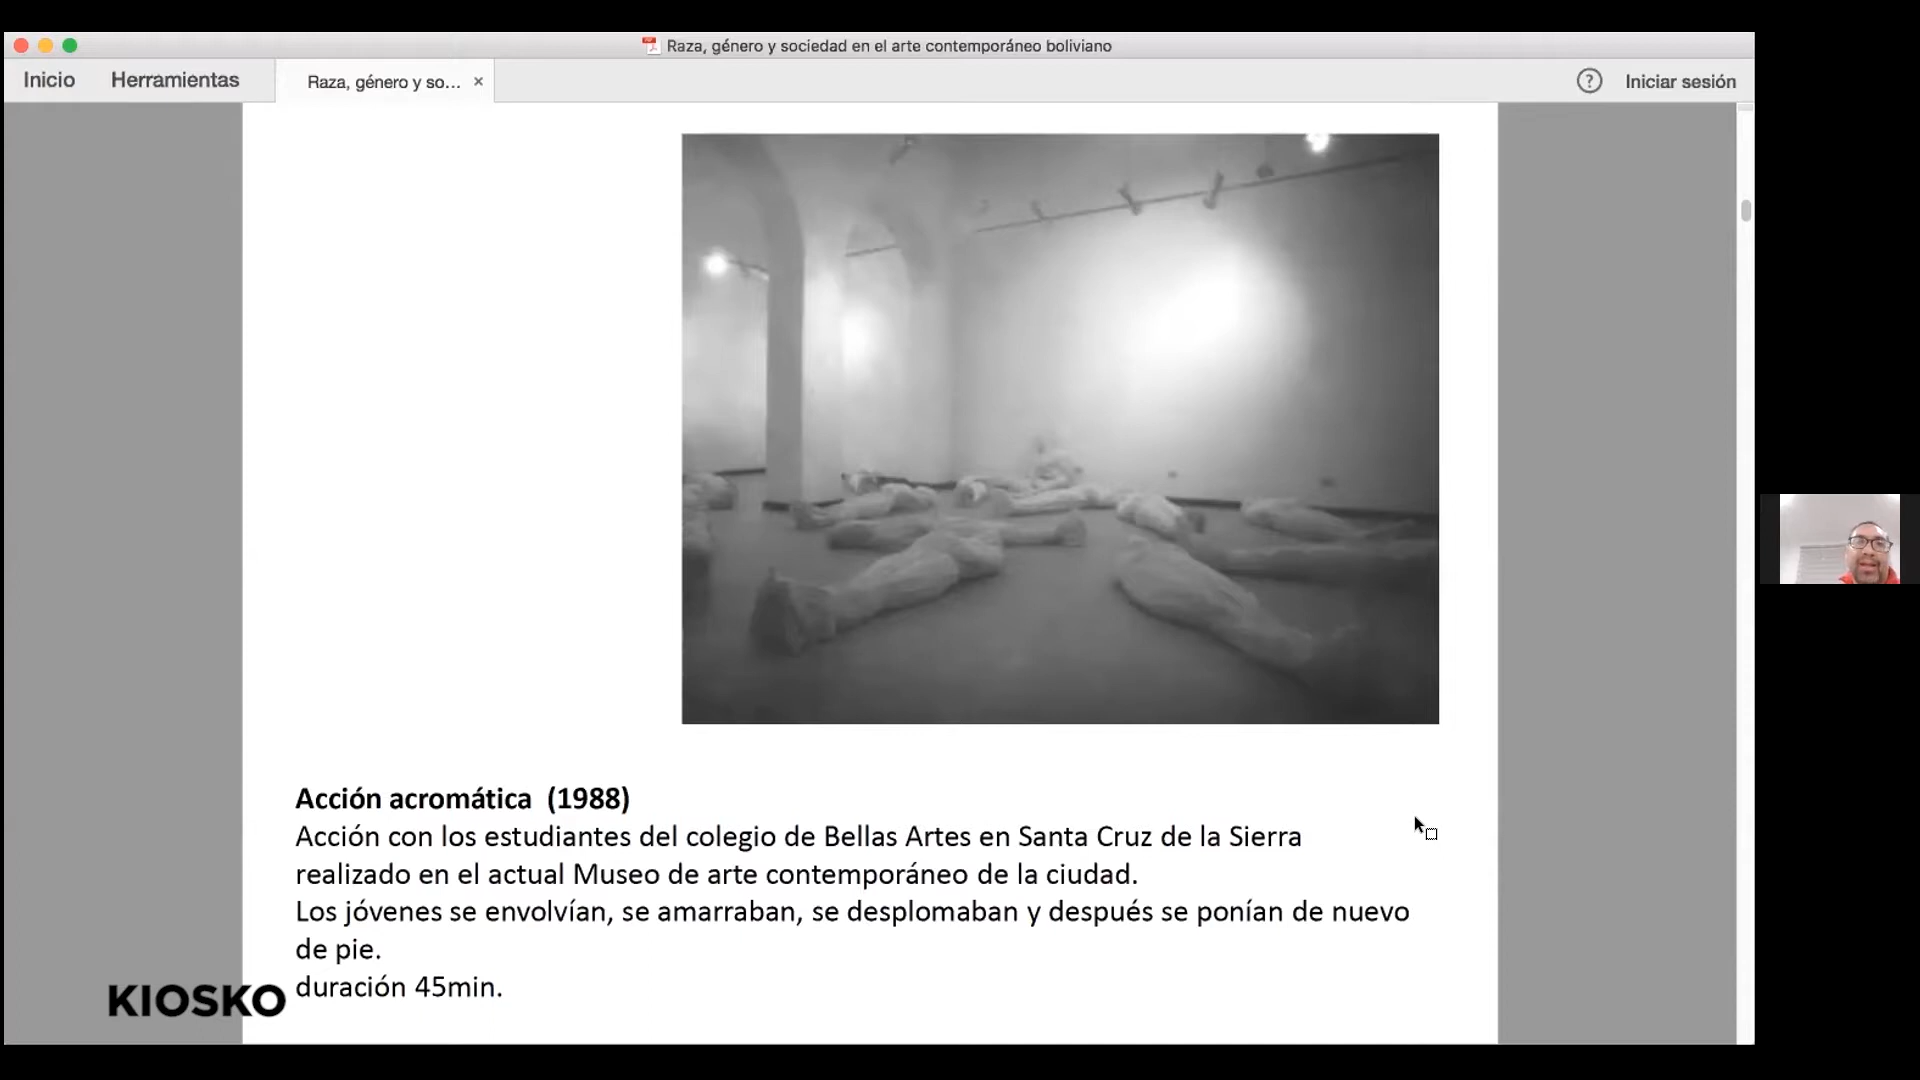 Raza, género y sociedad en el arte contemporáneo boliviano
Inicio Herramientas Raza, género y so... × ? Iniciar sesión
Acción acromática (1988)
Acción con los estudiantes del colegio de Bellas Artes en Santa Cruz de la Sierra
realizado en el actual Museo de arte contemporáneo de la ciudad.
Los jóvenes se envolvían, se amarraban, se desplomaban y después se ponían de nuevo
de pie.
duración 45min.
KIOSKO